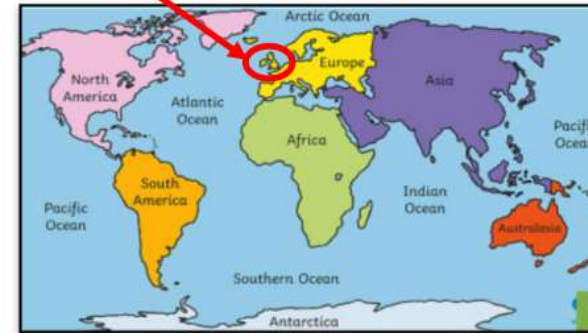 Arctic Ocean
North
America
Europe
Asia
Atlantic
Ocean
Pacifi
Ocean
Africa
South
America
Indian
Ocean
Pacific
Ocean
Australasia
Southern Ocean
Antarctica